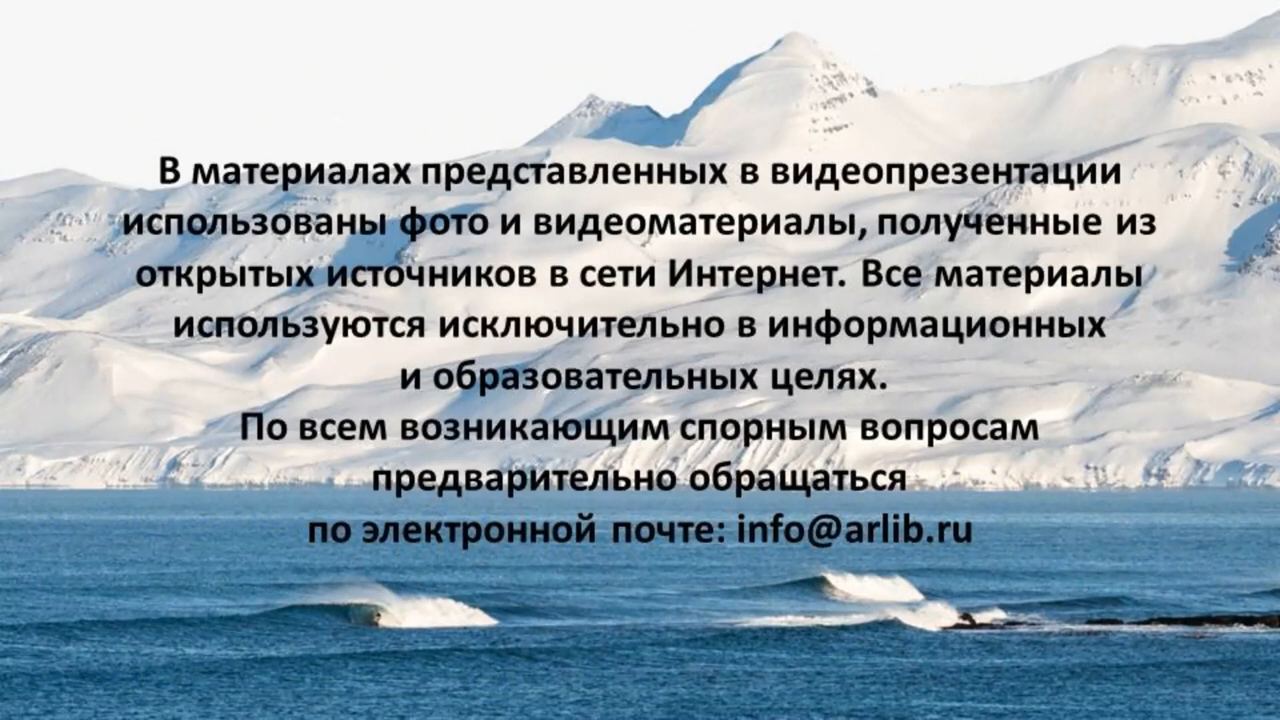 В материалах представленных в видеопрезентации
использованы фото и видеоматериалы, полученные из
открытых источников в сети Интернет. Все материалы
используются исключительно в информационных
и образовательных целях.
По всем возникающим спорным вопросам
предварительно обращаться
по электронной почте: info@arlib.ru